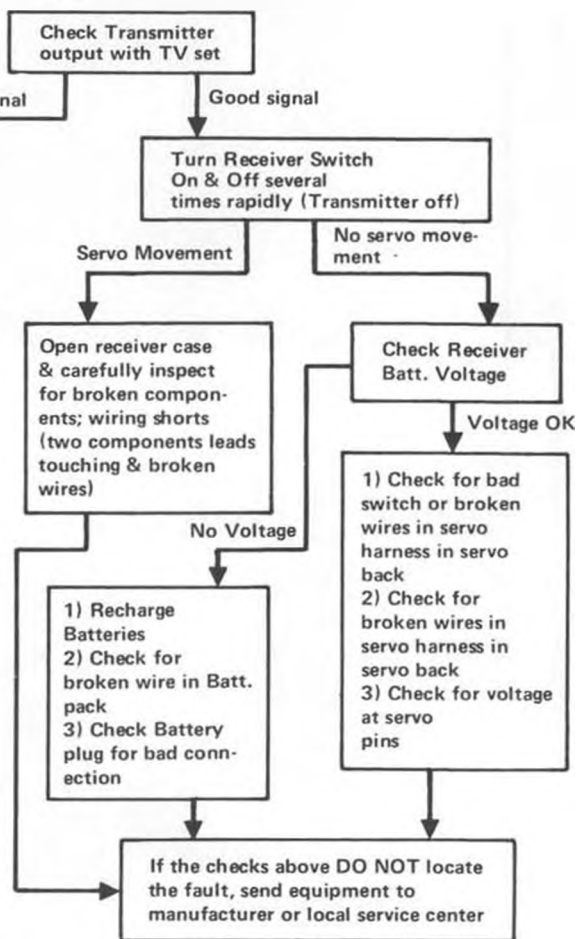 Check Transmitter
output with TV set
nal
Good signal
Turn Receiver Switch
On & Off several
times rapidly (Transmitter off)
Servo Movement
No servo move-
ment
Open receiver case
& carefully inspect
for broken compon-
ents; wiring shorts
(two components leads
touching & broken
wires)
Check Receiver
Batt. Voltage
No Voltage
Voltage OK
1) Recharge
Batteries
2) Check for
broken wire in Batt.
pack
3) Check Battery
plug for bad conn-
ection
1) Check for bad
switch or broken
wires in servo
harness in servo
back
2) Check for
broken wires in
servo harness in
servo back
3) Check for voltage
at servo
pins
If the checks above DO NOT locate
the fault, send equipment to
manufacturer or local service center